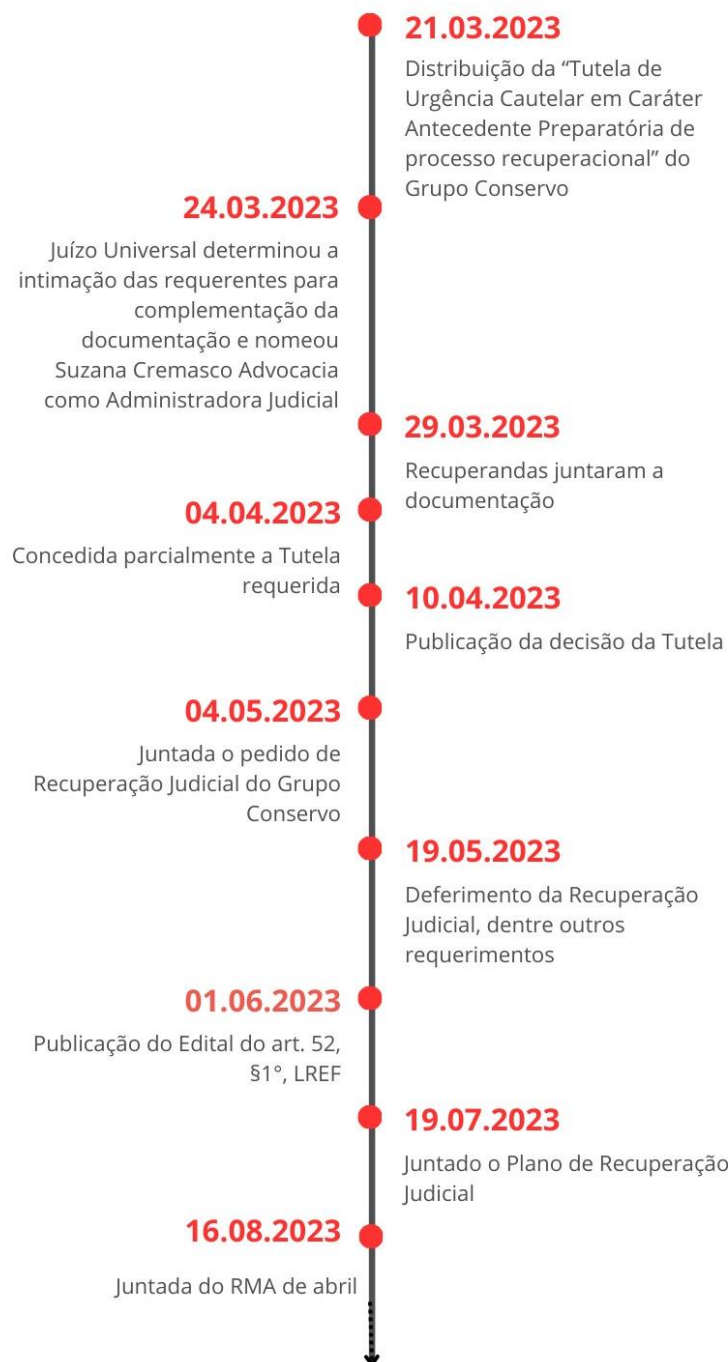 21.03.2023
Distribuição da “Tutela de
Urgência Cautelar em Caráter
Antecedente Preparatória de
processo recuperacional” do
Grupo Conservo
24.03.2023
Juízo Universal determinou a
intimação das requerentes para
complementação da
documentação e nomeou
Suzana Cremasco Advocacia
como Administradora Judicial
29.03.2023
Recuperandas juntaram a
documentação
04.04.2023
Concedida parcialmente a Tutela
requerida
10.04.2023
Publicação da decisão da Tutela
04.05.2023
Juntada o pedido de
Recuperação Judicial do Grupo
Conservo
19.05.2023
Deferimento da Recuperação
Judicial, dentre outros
requerimentos
01.06.2023
Publicação do Edital do art. 52,
§1°, LREF
19.07.2023
Juntado o Plano de Recuperação
Judicial
16.08.2023
Juntada do RMA de abril